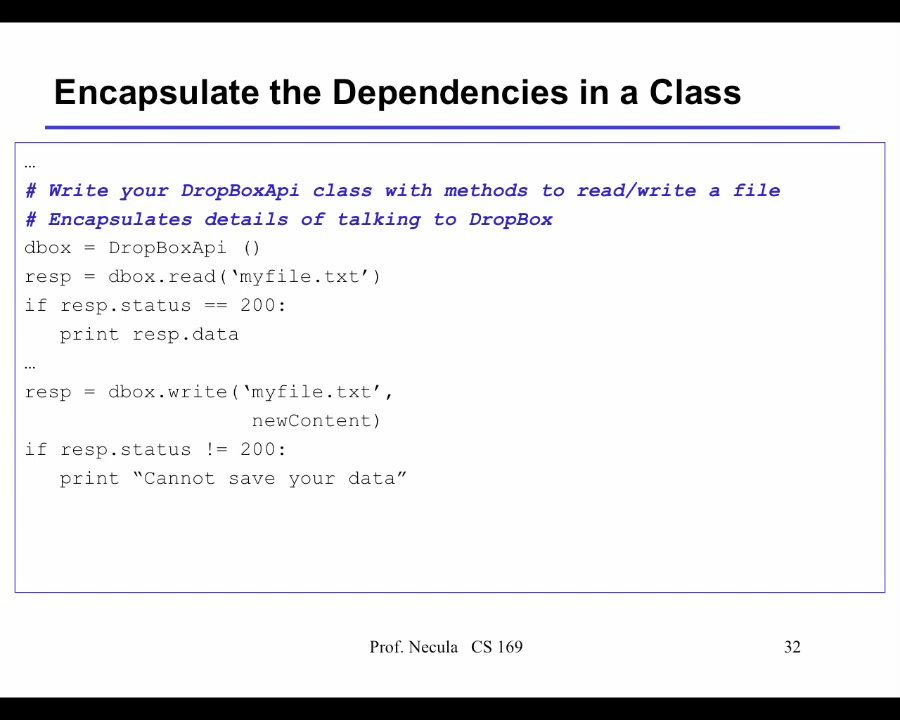 Encapsulate the Dependencies in a Class
…
# Write your DropBoxApi class with methods to read/write a file
# Encapsulates details of talking to DropBox
dbox = DropBoxApi ()
resp = dbox.read(‘myfile.txt’)
if resp.status == 200:
   print resp.data
…
resp = dbox.write(‘myfile.txt’,
                   newContent)
if resp.status != 200:
   print “Cannot save your data”
Prof. Necula CS 169
32